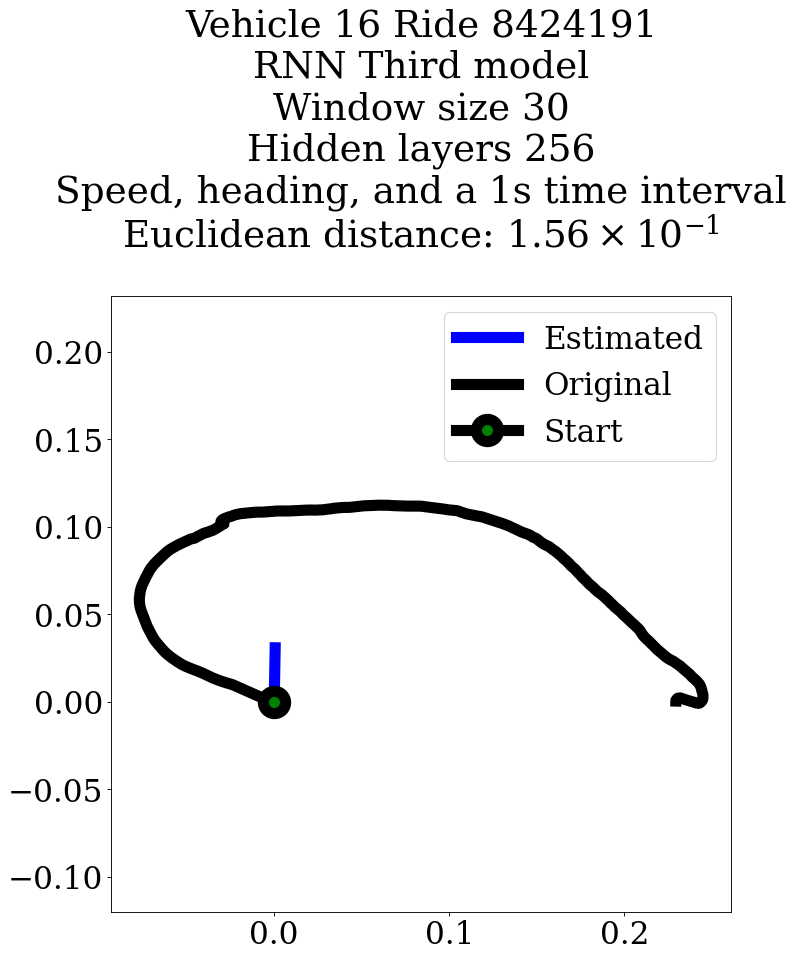 Vehicle 16 Ride 8424191
RNN Third model
Window size 30
Hidden layers 256
Speed, heading, and a 1s time interval
Euclidean distance: 1.56 × 10⁻¹
Estimated
Original
Start
0.20
0.15
0.10
0.05
0.00
−0.05
−0.10
0.0 0.1 0.2